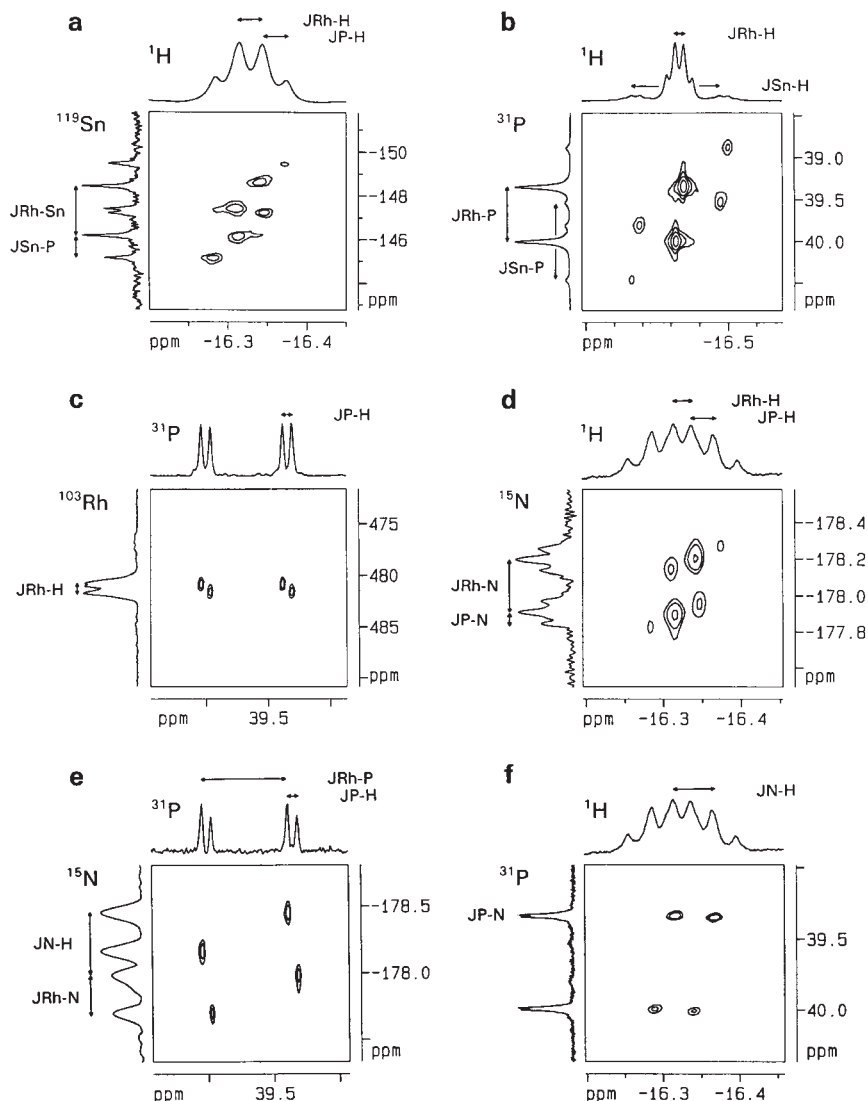 a
JRh-H
JP-H
¹H
¹¹⁹Sn
JRh-Sn
JSn-P
-150
-148
-146
ppm
ppm -16.3 -16.4
b
JRh-H
¹H
JSn-H
³¹P
JRh-P
JSn-P
39.0
39.5
40.0
ppm
ppm -16.5
c
³¹P
JP-H
¹⁰³Rh
JRh-H
475
480
485
ppm
ppm 39.5
d
JRh-H
JP-H
¹H
¹⁵N
JRh-N
JP-N
-178.4
-178.2
-178.0
-177.8
ppm
ppm -16.3 -16.4
e
JRh-P
JP-H
³¹P
¹⁵N
JN-H
JRh-N
-178.5
-178.0
ppm
ppm 39.5
f
JN-H
¹H
³¹P
JP-N
39.5
40.0
ppm
ppm -16.3 -16.4